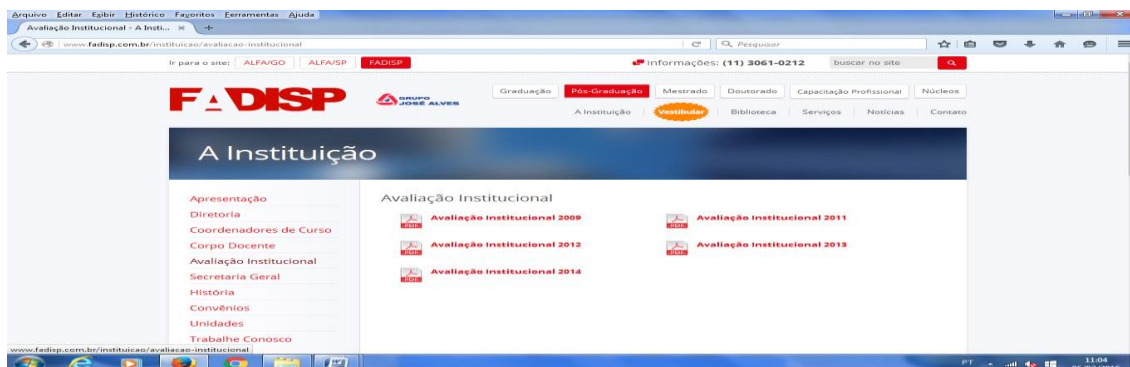 Arquivo Editar Exibir Histórico Favoritos Ferramentas Ajuda
Avaliação Institucional - A Insti... × +
www.fadisp.com.br/instituicao/avaliacao-institucional
Pesquisar
Ir para o site: ALFA/GO ALFA/SP FADISP
Informações: (11) 3061-0212 buscar no site
FADISP
GRUPO
JOSÉ ALVES
Graduação Pós-Graduação Mestrado Doutorado Capacitação Profissional Núcleos
A Instituição Vestibular Biblioteca Serviços Notícias Contato
A Instituição
Apresentação
Diretoria
Coordenadores de Curso
Corpo Docente
Avaliação Institucional
Secretaria Geral
História
Convênios
Unidades
Trabalhe Conosco
Avaliação Institucional
PDF Avaliação Institucional 2009
PDF Avaliação Institucional 2011
PDF Avaliação Institucional 2012
PDF Avaliação Institucional 2013
PDF Avaliação Institucional 2014
www.fadisp.com.br/instituicao/avaliacao-institucional
PT
11:04